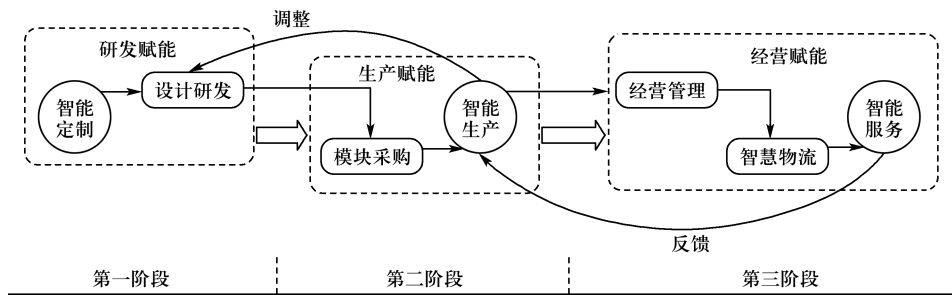 调整
研发赋能
生产赋能
经营赋能
智能
定制
设计研发
模块采购
智能
生产
经营管理
智慧物流
智能
服务
反馈
第一阶段
第二阶段
第三阶段